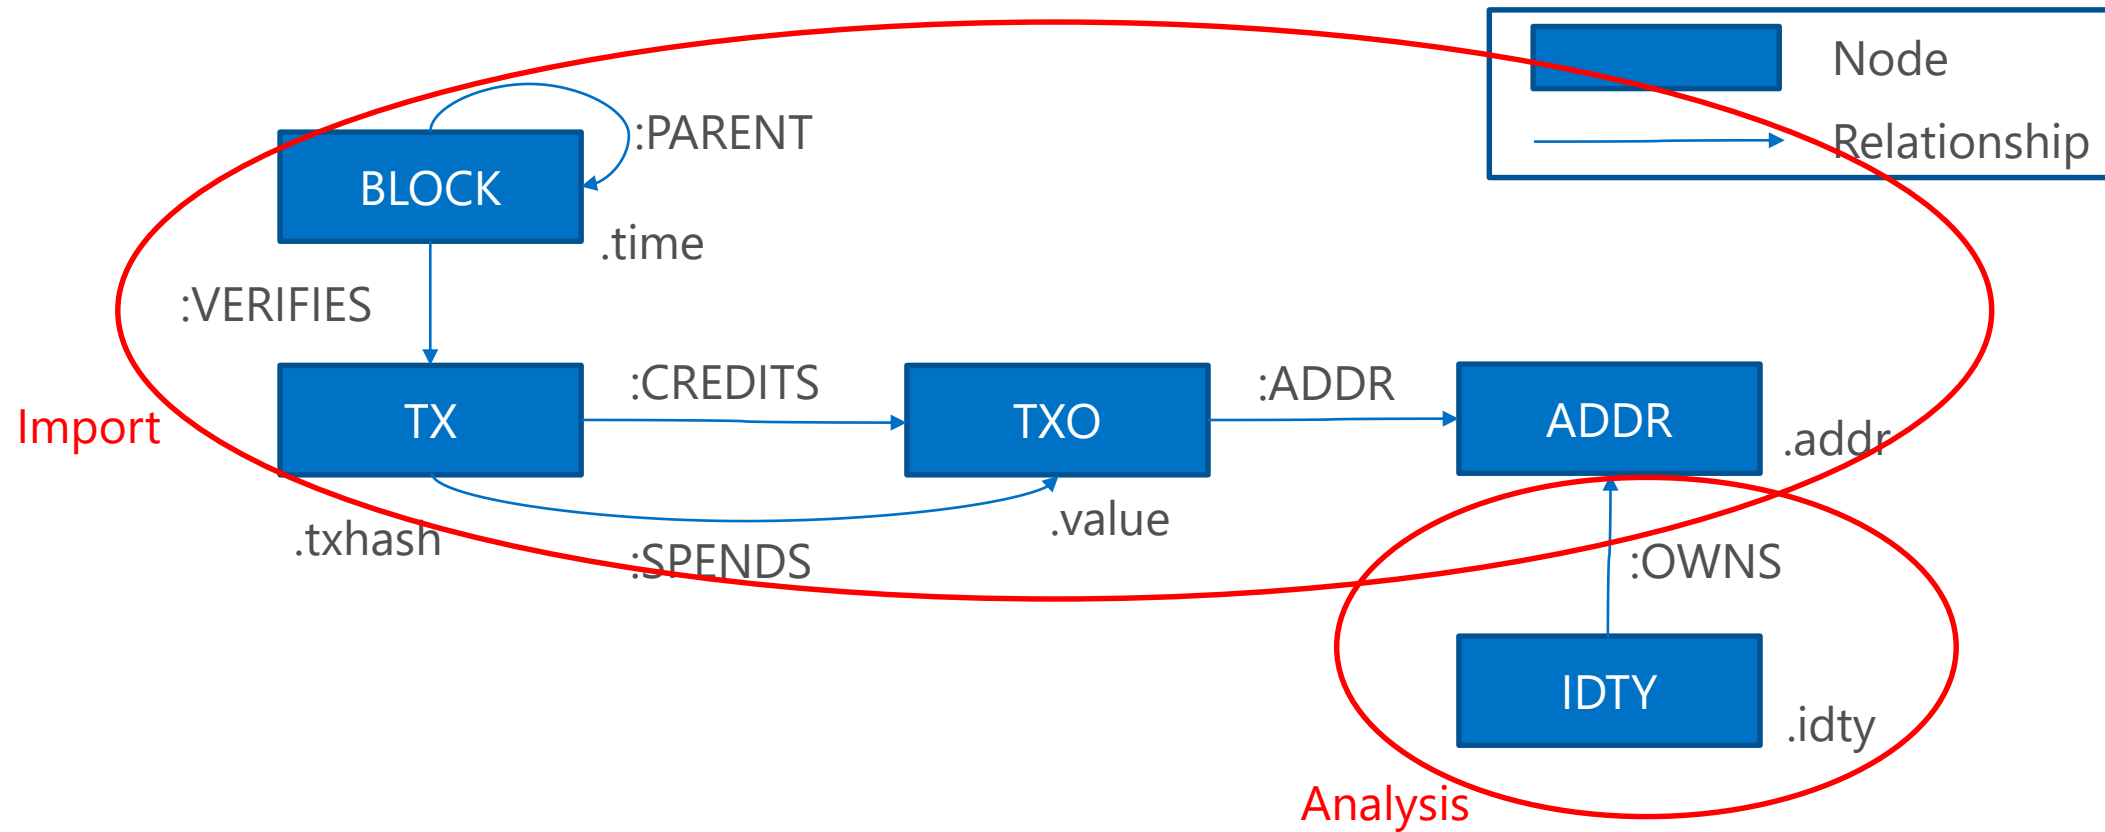 Node
:PARENT
Relationship
BLOCK
.time
:VERIFIES
:CREDITS
:ADDR
TX
TXO
ADDR
Import
.addr
.txhash
.value
:SPENDS
:OWNS
IDTY
.idty
Analysis